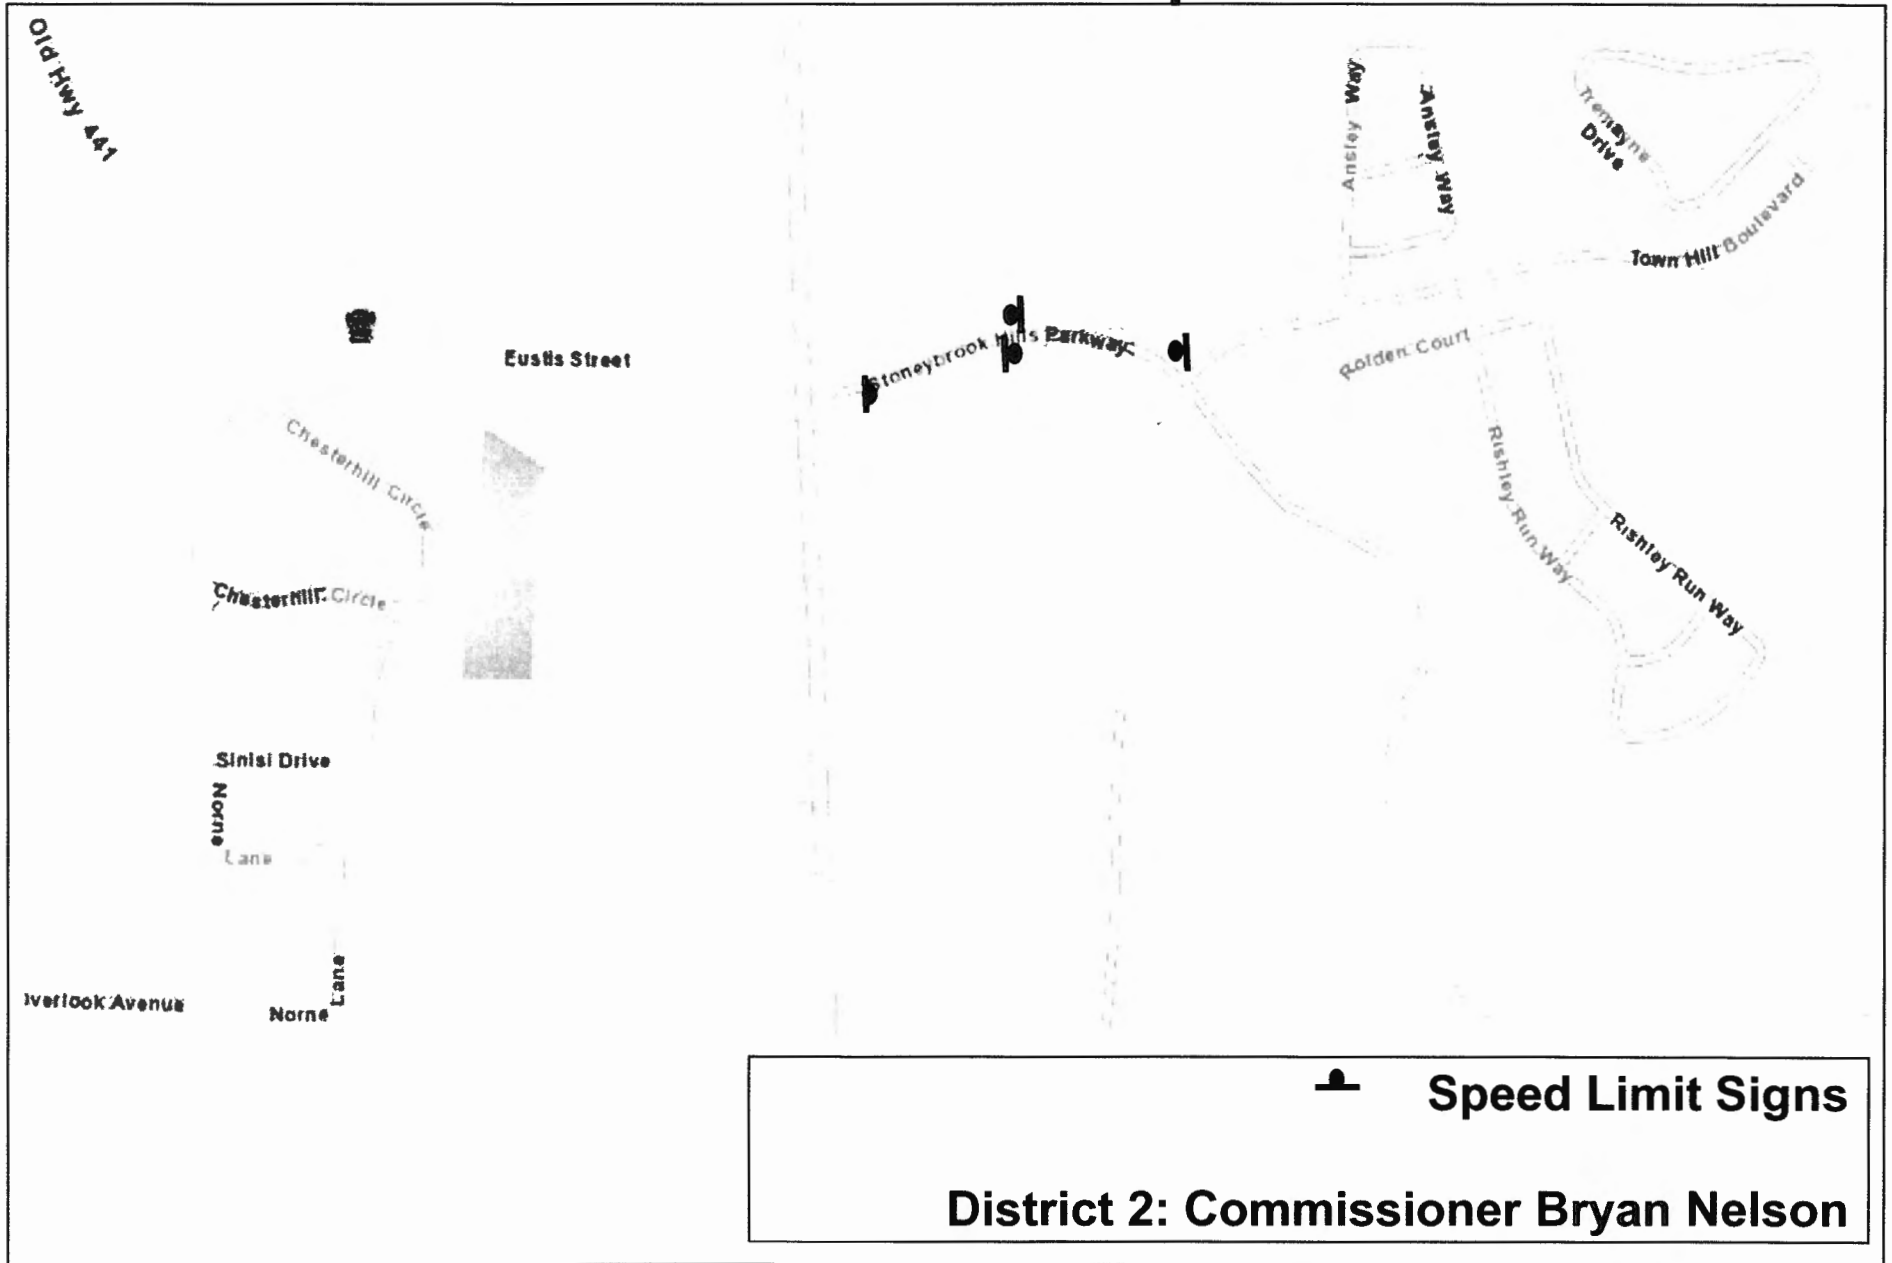 Old Hwy 441
Ansley Way
Ansley Way
Tremayne
Drive
Town Hill Boulevard
Eustis Street
Stoneybrook Hills Parkway
Rolden Court
Chesterhill Circle
Rishley Run Way
Rishley Run Way
Chesterhill Circle
Sinisi Drive
Norne
Lane
Lane
verlook Avenue
Norne
Speed Limit Signs
District 2: Commissioner Bryan Nelson